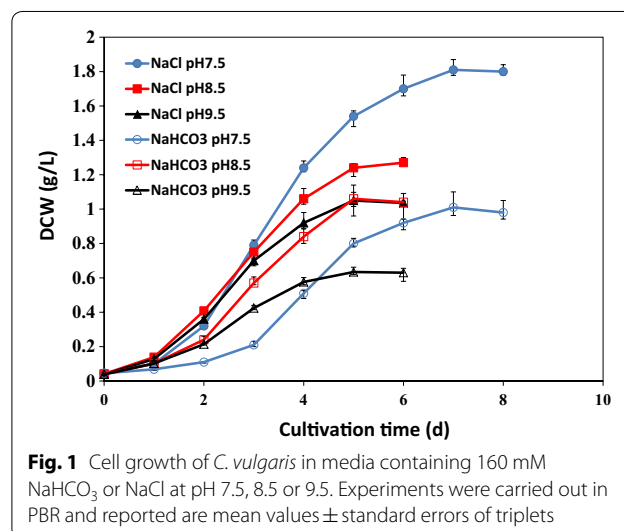 2
1.8
1.6
1.4
1.2
1
0.8
0.6
0.4
0.2
0
DCW (g/L)
NaCl pH7.5
NaCl pH8.5
NaCl pH9.5
NaHCO3 pH7.5
NaHCO3 pH8.5
NaHCO3 pH9.5
0 2 4 6 8 10
Cultivation time (d)
Fig. 1 Cell growth of C. vulgaris in media containing 160 mM
NaHCO₃ or NaCl at pH 7.5, 8.5 or 9.5. Experiments were carried out in
PBR and reported are mean values ± standard errors of triplets